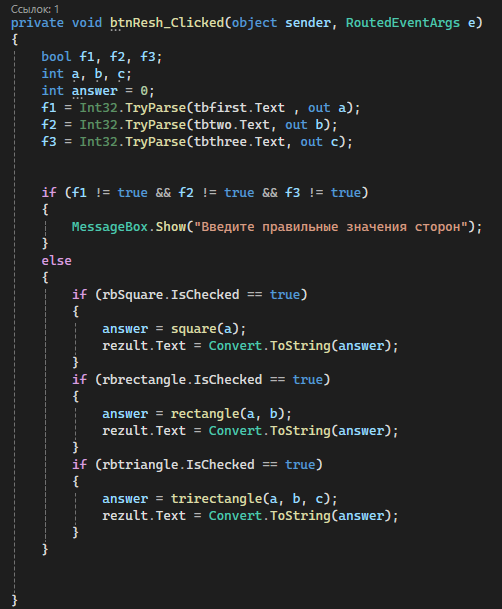 Ссылок: 1
private void btnResh_Clicked(object sender, RoutedEventArgs e)
{
    bool f1, f2, f3;
    int a, b, c;
    int answer = 0;
    f1 = Int32.TryParse(tbfirst.Text , out a);
    f2 = Int32.TryParse(tbtwo.Text, out b);
    f3 = Int32.TryParse(tbthree.Text, out c);
    if (f1 != true && f2 != true && f3 != true)
    {
        MessageBox.Show("Введите правильные значения сторон");
    }
    else
    {
        if (rbSquare.IsChecked == true)
        {
            answer = square(a);
            rezult.Text = Convert.ToString(answer);
        }
        if (rbrectangle.IsChecked == true)
        {
            answer = rectangle(a, b);
            rezult.Text = Convert.ToString(answer);
        }
        if (rbtriangle.IsChecked == true)
        {
            answer = trirectangle(a, b, c);
            rezult.Text = Convert.ToString(answer);
        }
    }
}